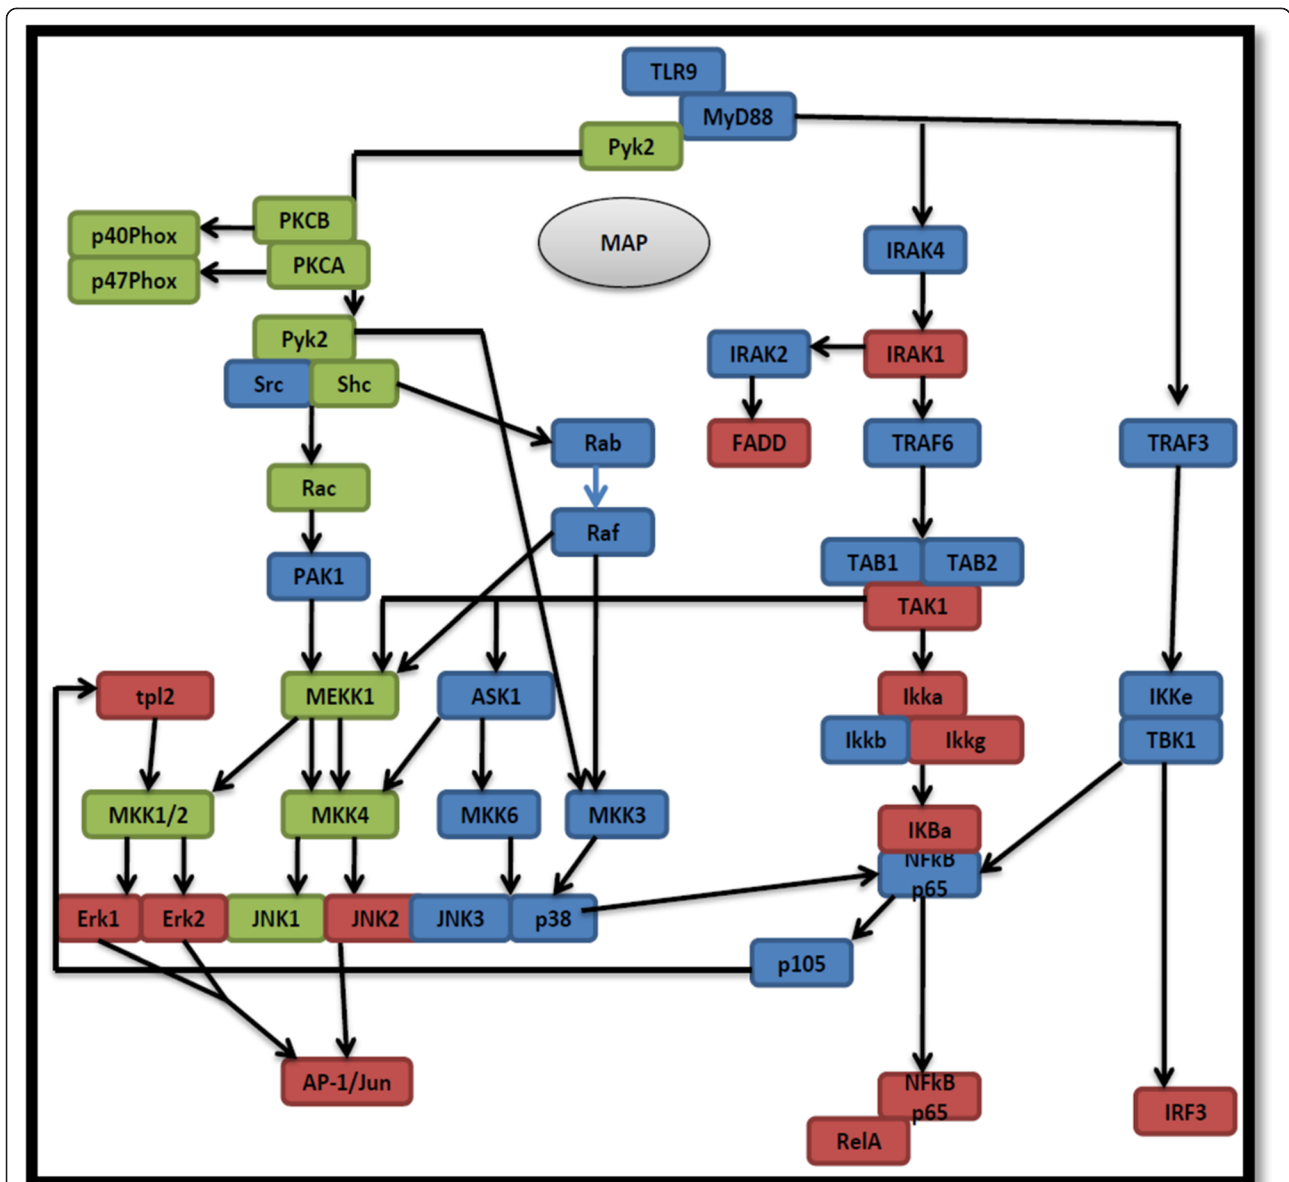 TLR9
MyD88
Pyk2
PKCB
p40Phox
PKCA
p47Phox
MAP
IRAK4
Pyk2
IRAK2
IRAK1
Src
Shc
Rab
FADD
TRAF6
TRAF3
Rac
Raf
PAK1
TAB1
TAB2
TAK1
tpl2
MEKK1
ASK1
Ikka
IKKe
Ikkb
Ikkg
TBK1
MKK1/2
MKK4
MKK6
MKK3
IKBa
NFkB
p65
Erk1
Erk2
JNK1
JNK2
JNK3
p38
p105
AP-1/Jun
NFkB
p65
IRF3
RelA